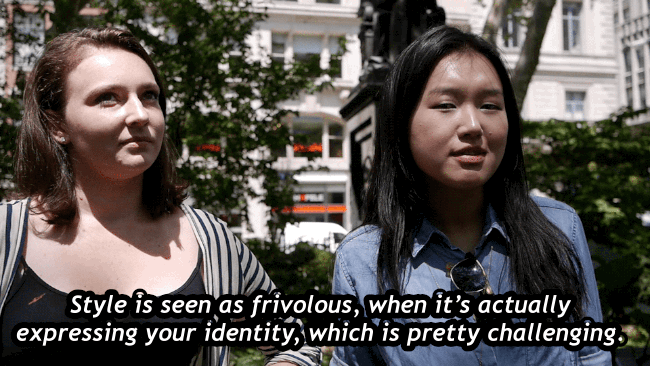 Style is seen as frivolous, when it's actually
expressing your identity, which is pretty challenging.